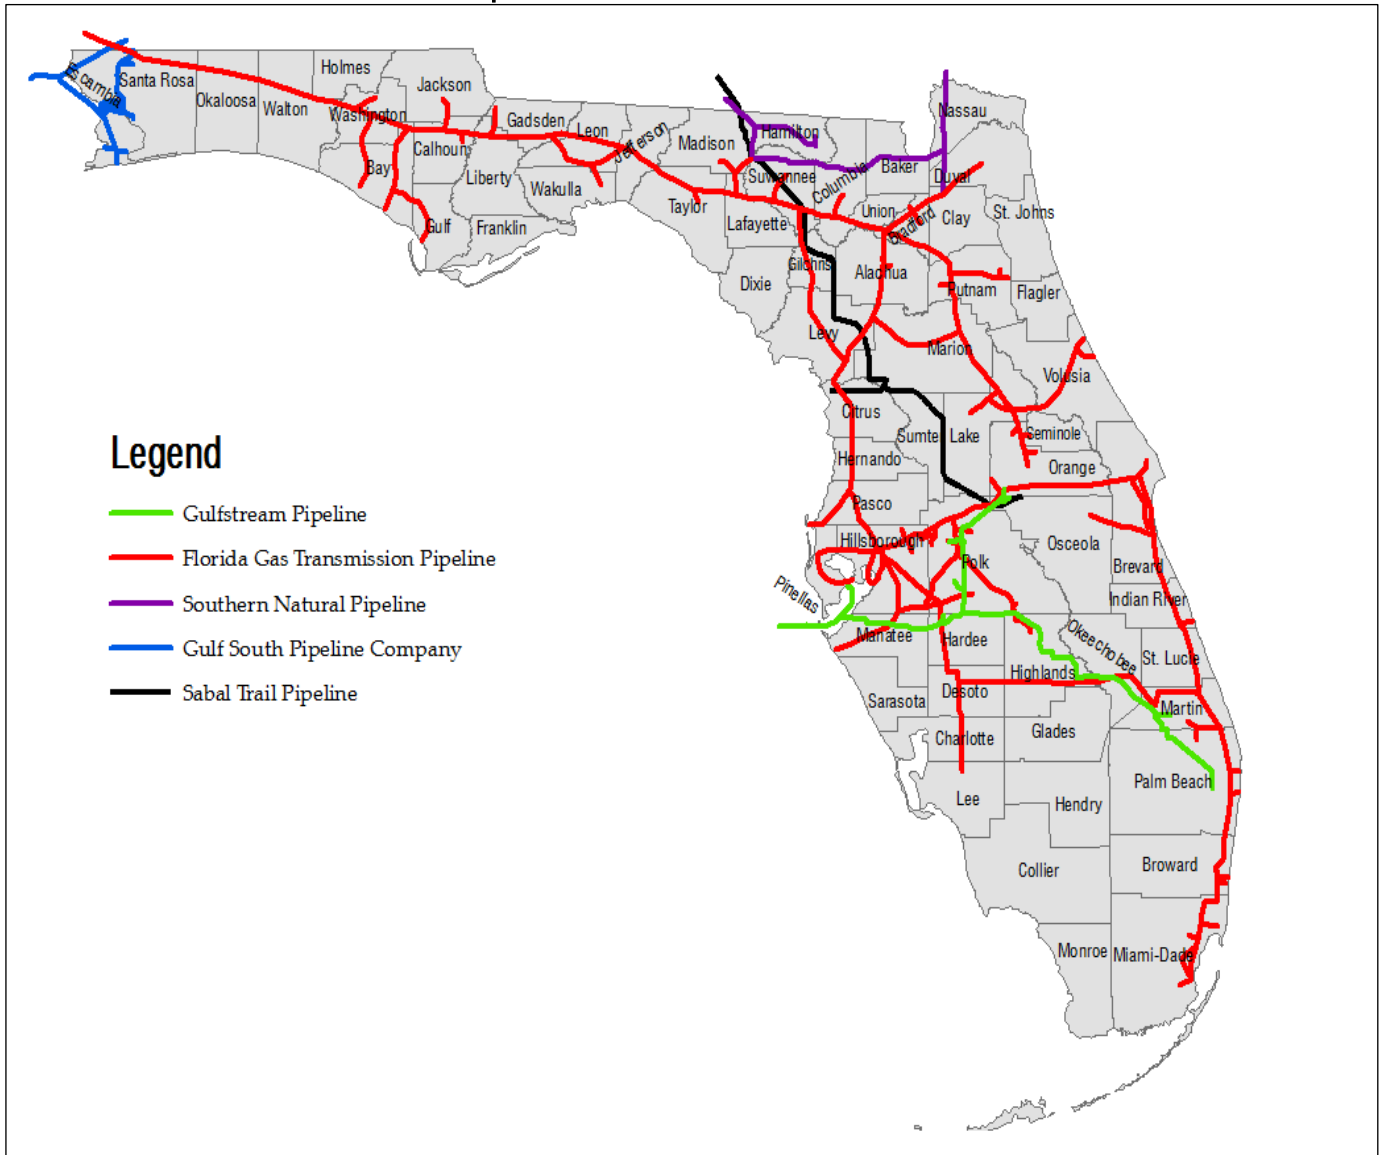 Holmes
Jackson
Escambia
Santa Rosa
Okaloosa
Walton
Washington
Gadsden
Leon
Jefferson
Madison
Hamilton
Nassau
Bay
Calhoun
Liberty
Wakulla
Suwannee
Columbia
Baker
Duval
Gulf
Franklin
Taylor
Lafayette
Union
Bradford
Clay
St. Johns
Dixie
Gilchris
Alachua
Putnam
Flagler
Levy
Marion
Volusia
Citrus
Sumte
Lake
Seminole
Hernando
Orange
Pasco
Hillsborough
Polk
Osceola
Brevard
Pinellas
Indian River
Manatee
Hardee
Okeechobee
St. Lucie
Highlands
Sarasota
Desoto
Martin
Charlotte
Glades
Palm Beach
Lee
Hendry
Collier
Broward
Monroe
Miami-Dade
Legend
Gulfstream Pipeline
Florida Gas Transmission Pipeline
Southern Natural Pipeline
Gulf South Pipeline Company
Sabal Trail Pipeline